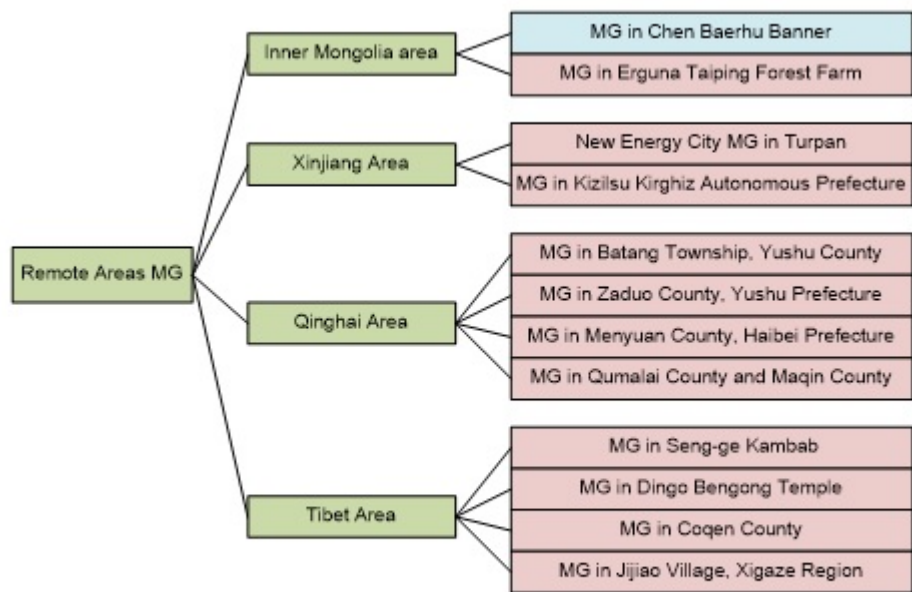 Remote Areas MG
Inner Mongolia area
MG in Chen Baerhu Banner
MG in Erguna Taiping Forest Farm
Xinjiang Area
New Energy City MG in Turpan
MG in Kizilsu Kirghiz Autonomous Prefecture
Qinghai Area
MG in Batang Township, Yushu County
MG in Zaduo County, Yushu Prefecture
MG in Menyuan County, Haibei Prefecture
MG in Qumalai County and Maqin County
Tibet Area
MG in Seng-ge Kambab
MG in Dingo Bengong Temple
MG in Coqen County
MG in Jijiao Village, Xigaze Region